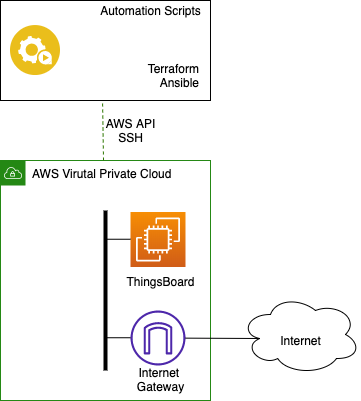 Automation Scripts
Terraform
Ansible
AWS API
SSH
AWS Virutal Private Cloud
ThingsBoard
Internet
Gateway
Internet